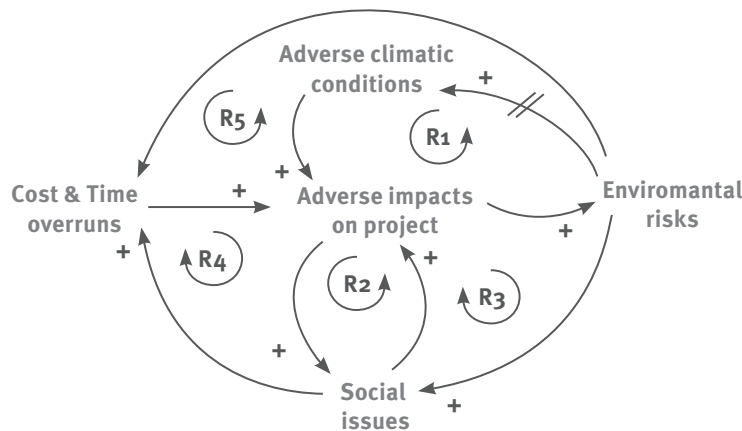 Adverse climatic
conditions
+
R5
R1
+
Cost & Time
overruns
+
+
Adverse impacts
on project
+
Enviromantal
risks
+
R4
R2
+
R3
+
Social
issues
+